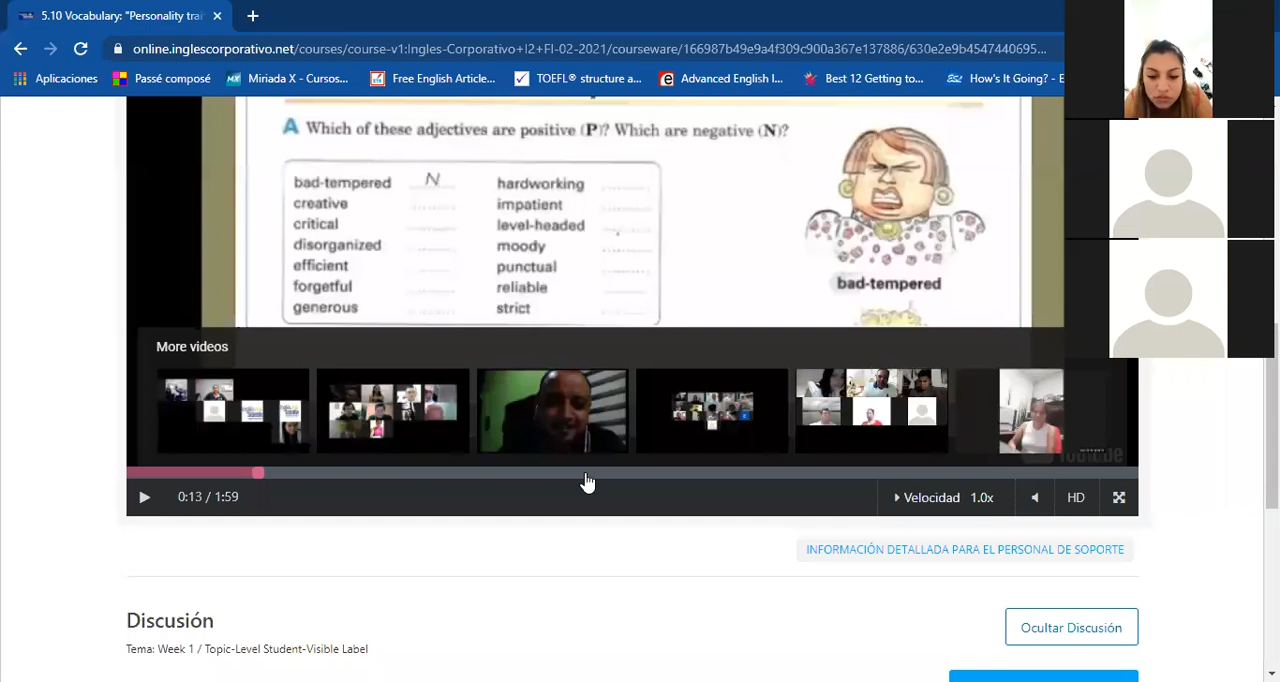 5.10 Vocabulary: "Personality trai
online.inglescorporativo.net/courses/course-v1:Ingles-Corporativo+I2+FI-02-2021/courseware/166987b49e9a4f309c900a367e137886/630e2e9b4547440695...
Aplicaciones Passé composé Miriada X - Cursos... Free English Article... TOEFL® structure a... Advanced English I... Best 12 Getting to... How's It Going? - E
A Which of these adjectives are positive (P)? Which are negative (N)?
bad-tempered N hardworking
creative impatient
critical level-headed
disorganized moody
efficient punctual
forgetful reliable
generous strict
bad-tempered
More videos
YouTube
0:13 / 1:59 Velocidad 1.0x HD
INFORMACIÓN DETALLADA PARA EL PERSONAL DE SOPORTE
Discusión
Ocultar Discusión
Tema: Week 1 / Topic-Level Student-Visible Label